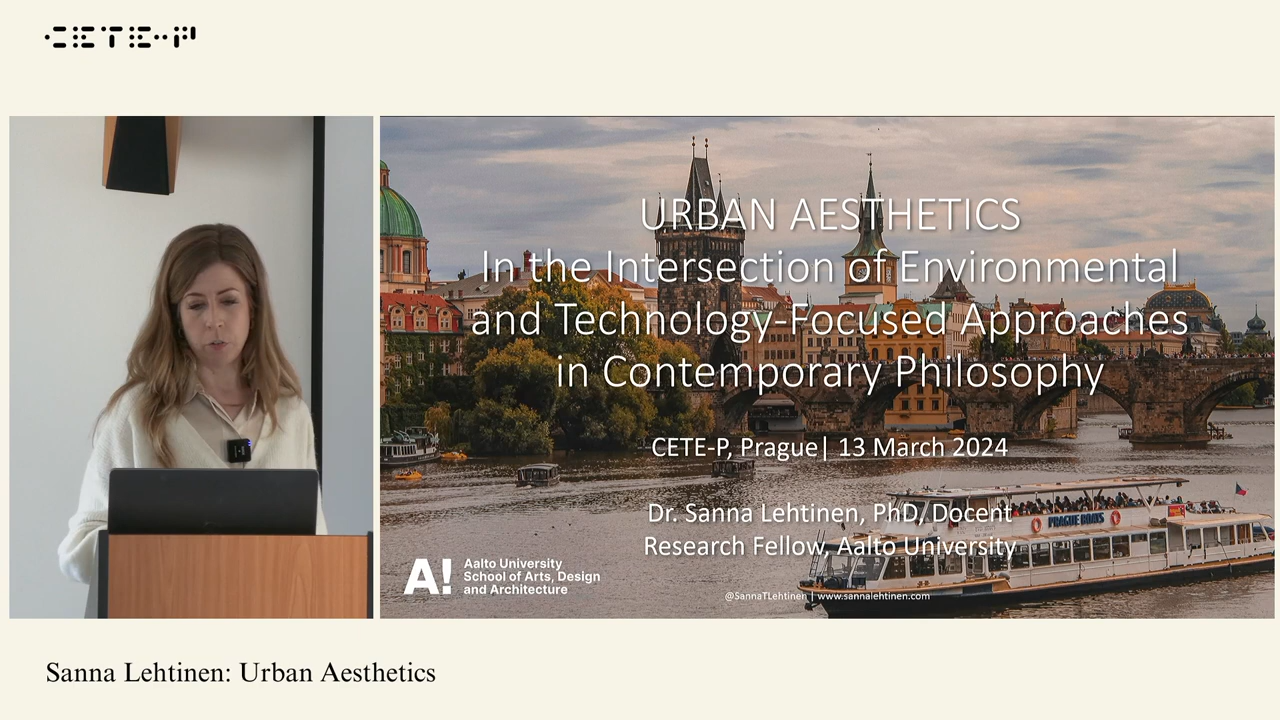 CETE-P
URBAN AESTHETICS
In the Intersection of Environmental
and Technology-Focused Approaches
in Contemporary Philosophy
CETE-P, Prague| 13 March 2024
Dr. Sanna Lehtinen, PhD, Docent
Research Fellow, Aalto University
PRAGUE BOATS
A!
Aalto University
School of Arts, Design
and Architecture
@SannaTLehtinen | www.sannalehtinen.com
Sanna Lehtinen: Urban Aesthetics